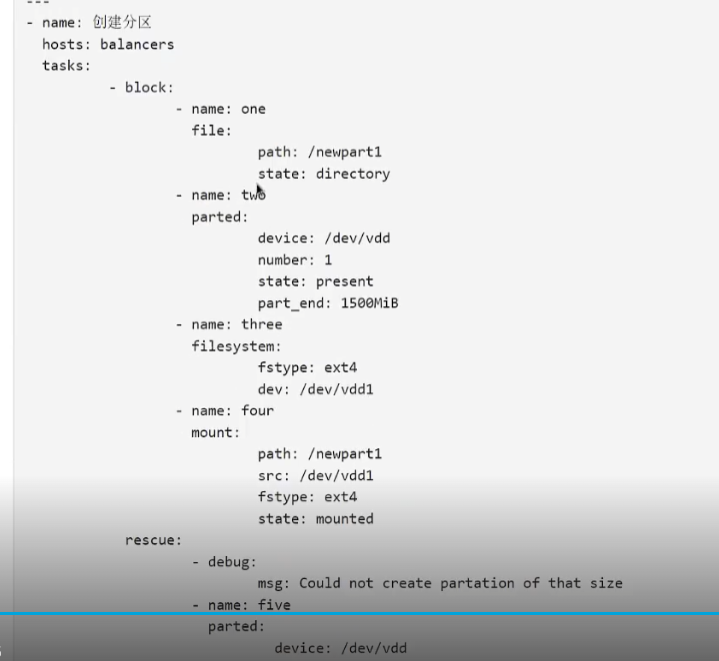 ---
- name: 创建分区
hosts: balancers
tasks:
- block:
- name: one
file:
path: /newpart1
state: directory
- name: two
parted:
device: /dev/vdd
number: 1
state: present
part_end: 1500MiB
- name: three
filesystem:
fstype: ext4
dev: /dev/vdd1
- name: four
mount:
path: /newpart1
src: /dev/vdd1
fstype: ext4
state: mounted
rescue:
- debug:
msg: Could not create partation of that size
- name: five
parted:
device: /dev/vdd